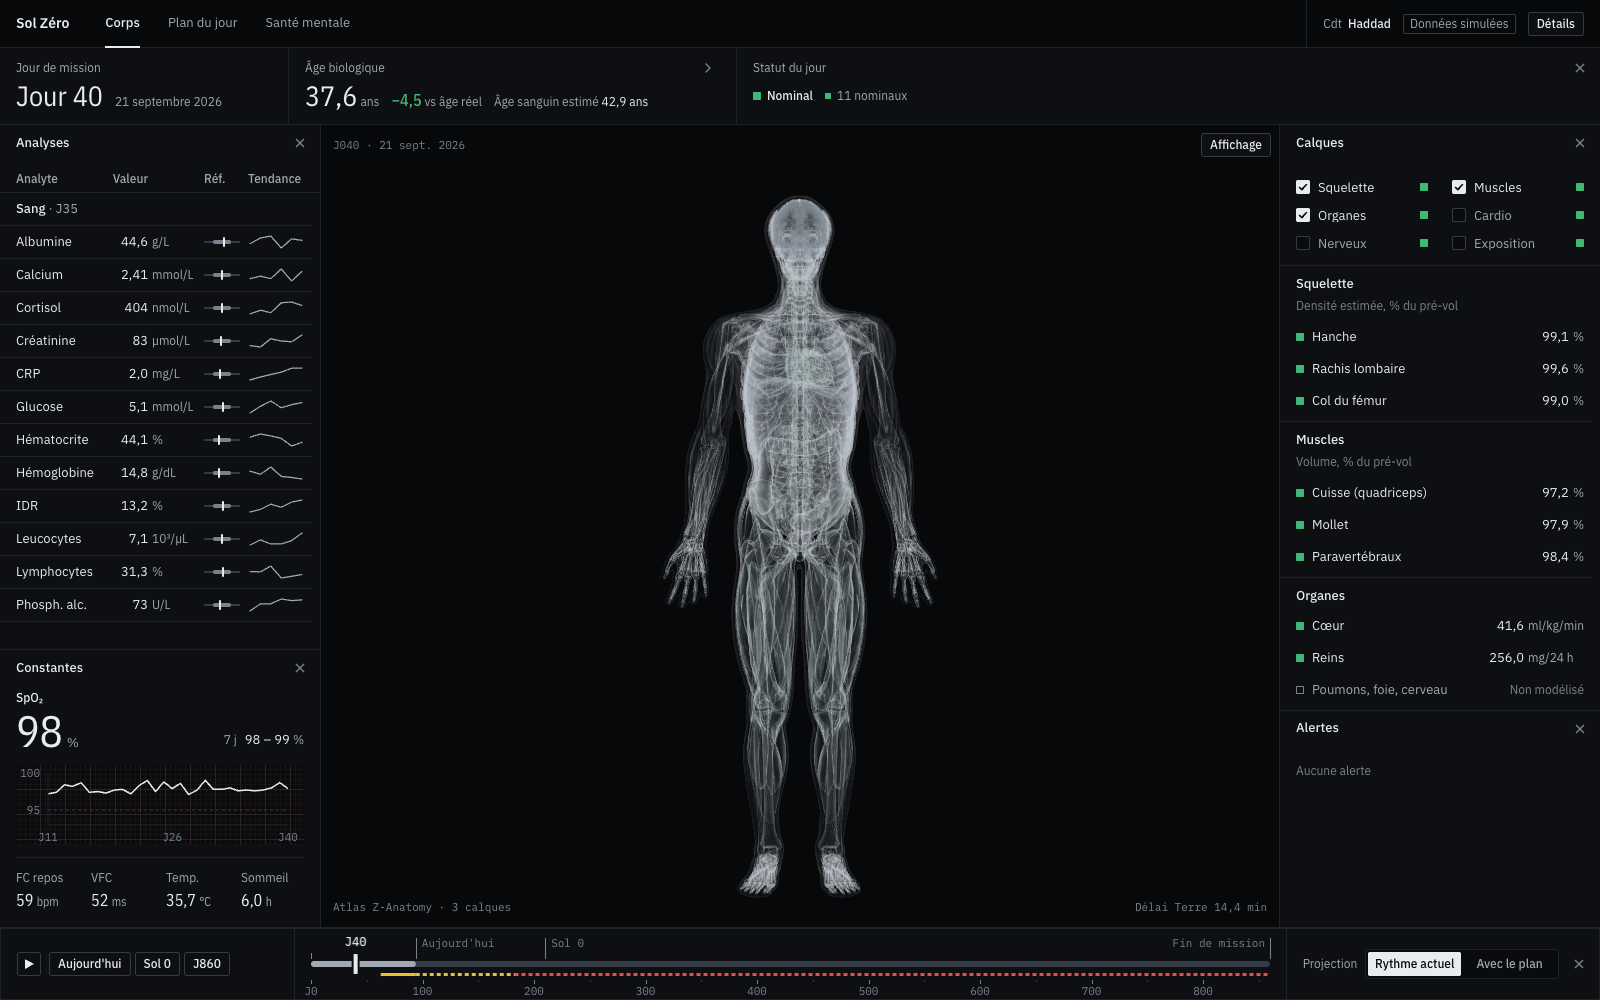 Sol Zéro Corps Plan du jour Santé mentale Cdt Haddad Données simulées Détails
Jour de mission
Jour 40 21 septembre 2026
Âge biologique
37,6 ans −4,5 vs âge réel Âge sanguin estimé 42,9 ans
Statut du jour
Nominal 11 nominaux
Analyses
Analyte Valeur Réf. Tendance
Sang · J35
Albumine 44,6 g/L
Calcium 2,41 mmol/L
Cortisol 404 nmol/L
Créatinine 83 µmol/L
CRP 2,0 mg/L
Glucose 5,1 mmol/L
Hématocrite 44,1 %
Hémoglobine 14,8 g/dL
IDR 13,2 %
Leucocytes 7,1 10³/µL
Lymphocytes 31,3 %
Phosph. alc. 73 U/L
Constantes
SpO₂
98 % 7 j 98 – 99 %
100
95
J11 J26 J40
FC repos VFC Temp. Sommeil
59 bpm 52 ms 35,7 °C 6,0 h
J040 · 21 sept. 2026 Affichage
Atlas Z-Anatomy · 3 calques Délai Terre 14,4 min
Calques
Squelette Muscles
Organes Cardio
Nerveux Exposition
Squelette
Densité estimée, % du pré-vol
Hanche 99,1 %
Rachis lombaire 99,6 %
Col du fémur 99,0 %
Muscles
Volume, % du pré-vol
Cuisse (quadriceps) 97,2 %
Mollet 97,9 %
Paravertébraux 98,4 %
Organes
Cœur 41,6 ml/kg/min
Reins 256,0 mg/24 h
Poumons, foie, cerveau Non modélisé
Alertes
Aucune alerte
Aujourd'hui Sol 0 J860
J40 Aujourd'hui Sol 0 Fin de mission
J0 100 200 300 400 500 600 700 800
Projection Rythme actuel Avec le plan